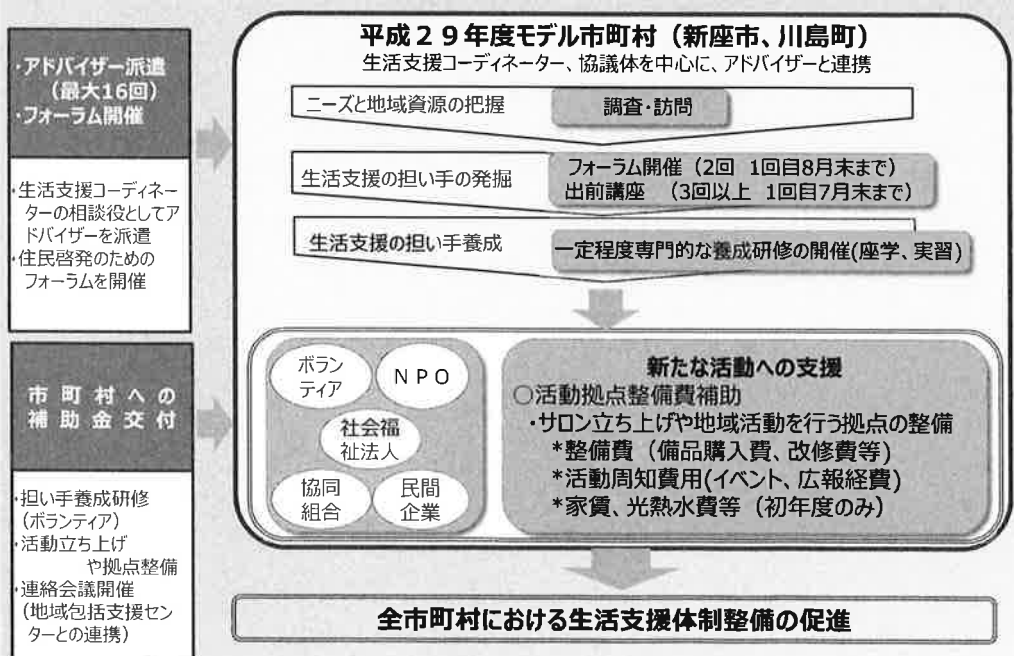 ・アドバイザー派遣
（最大16回）
・フォーラム開催
・生活支援コーディネー
ターの相談役としてア
ドバイザーを派遣
・住民啓発のための
フォーラムを開催
市町村への
補助金交付
・担い手養成研修
(ボランティア)
・活動立ち上げ
や拠点整備
・連絡会議開催
(地域包括支援セン
ターとの連携)
平成２９年度モデル市町村（新座市、川島町）
生活支援コーディネーター、協議体を中心に、アドバイザーと連携
ニーズと地域資源の把握
調査・訪問
生活支援の担い手の発掘
フォーラム開催（2回 1回目8月末まで）
出前講座 （3回以上 1回目7月末まで）
生活支援の担い手養成
一定程度専門的な養成研修の開催(座学、実習)
ボラン
ティア
ＮＰＯ
社会福
祉法人
協同
組合
民間
企業
新たな活動への支援
○活動拠点整備費補助
・サロン立ち上げや地域活動を行う拠点の整備
*整備費（備品購入費、改修費等）
*活動周知費用(イベント、広報経費)
*家賃、光熱水費等（初年度のみ）
全市町村における生活支援体制整備の促進